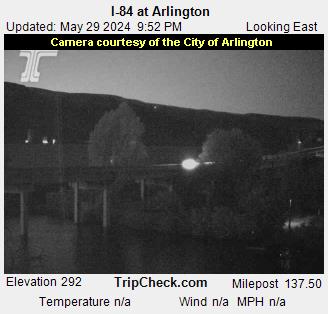 I-84 at Arlington
Updated: May 29 2024 9:52 PM Looking East
Camera courtesy of the City of Arlington
Elevation 292 TripCheck.com Milepost 137.50
Temperature n/a Wind n/a MPH n/a